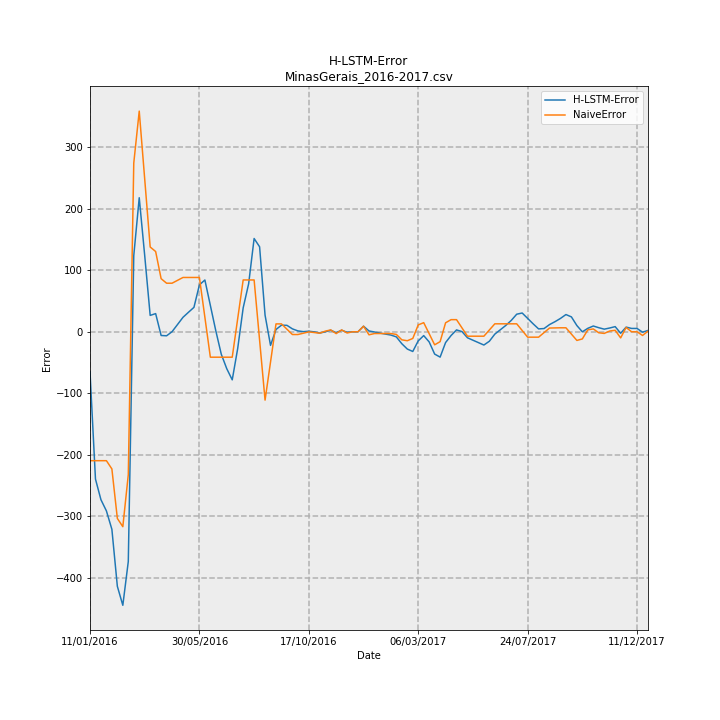 H-LSTM-Error
MinasGerais_2016-2017.csv
H-LSTM-Error
NaiveError
300
200
100
0
−100
−200
−300
−400
Error
11/01/2016
30/05/2016
17/10/2016
06/03/2017
24/07/2017
11/12/2017
Date